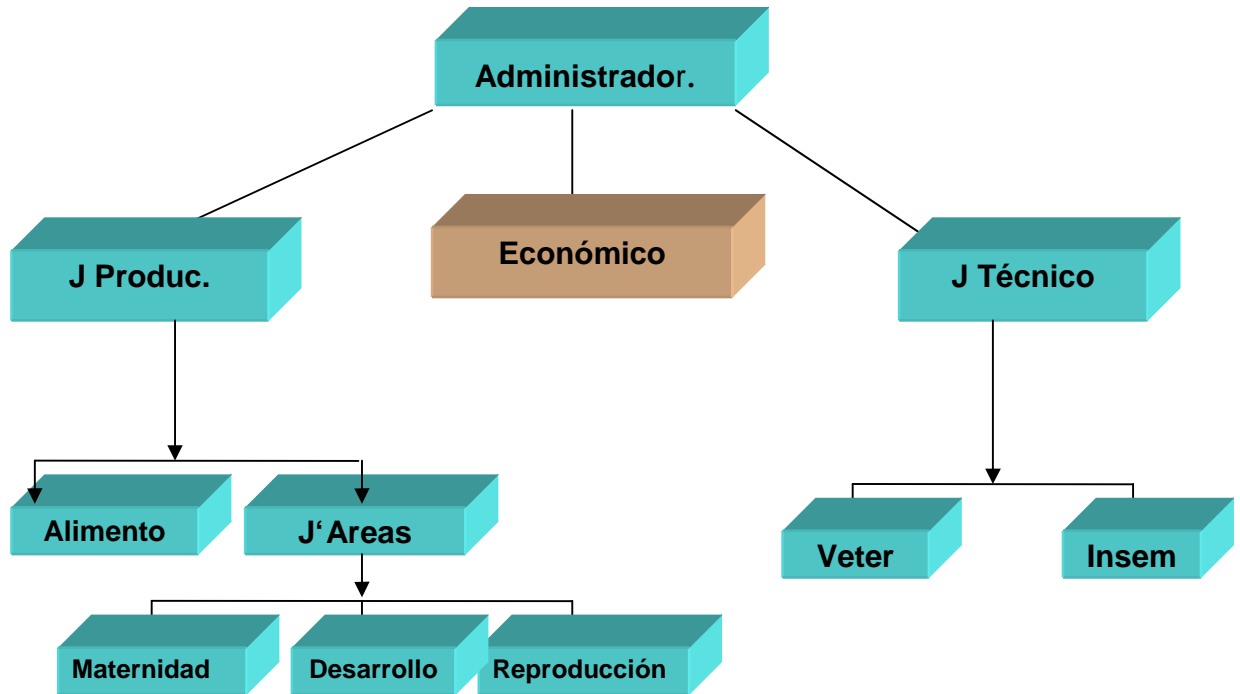 Administrador.
J Produc.
Económico
J Técnico
Alimento
J‘Areas
Veter
Insem
Maternidad
Desarrollo
Reproducción